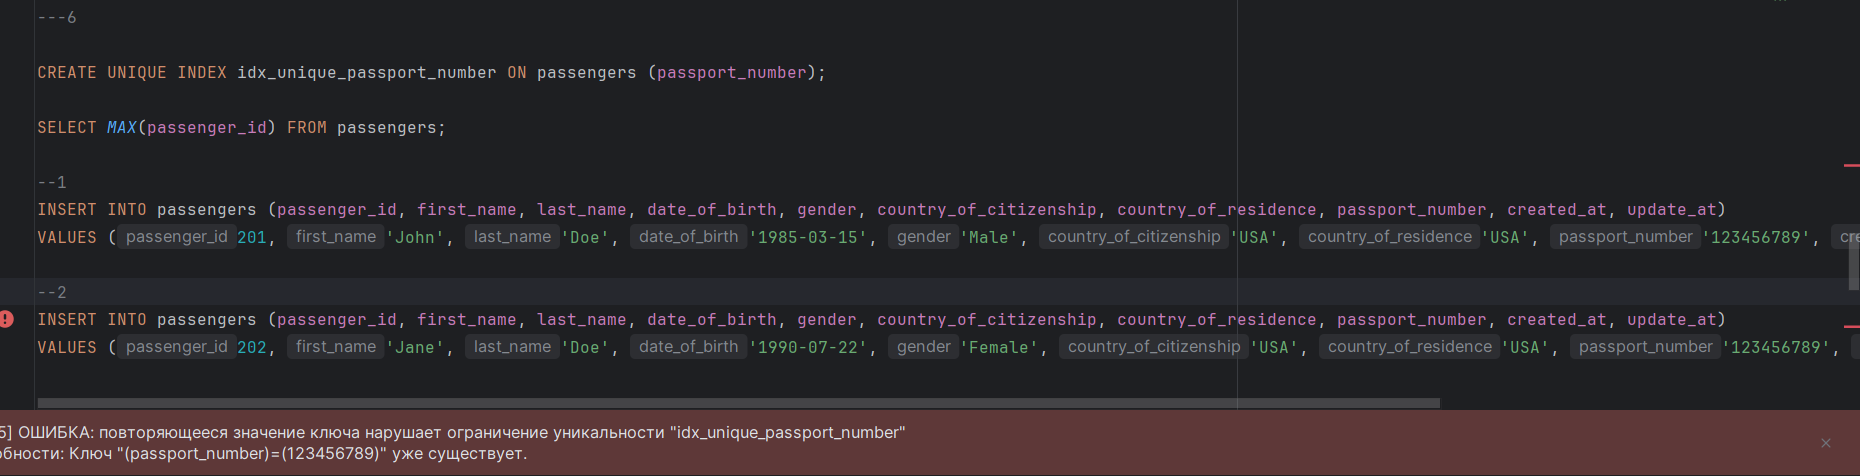 ---6
CREATE UNIQUE INDEX idx_unique_passport_number ON passengers (passport_number);
SELECT MAX(passenger_id) FROM passengers;
--1
INSERT INTO passengers (passenger_id, first_name, last_name, date_of_birth, gender, country_of_citizenship, country_of_residence, passport_number, created_at, update_at)
VALUES ( passenger_id 201, first_name 'John', last_name 'Doe', date_of_birth '1985-03-15', gender 'Male', country_of_citizenship 'USA', country_of_residence 'USA', passport_number '123456789',
--2
INSERT INTO passengers (passenger_id, first_name, last_name, date_of_birth, gender, country_of_citizenship, country_of_residence, passport_number, created_at, update_at)
VALUES ( passenger_id 202, first_name 'Jane', last_name 'Doe', date_of_birth '1990-07-22', gender 'Female', country_of_citizenship 'USA', country_of_residence 'USA', passport_number '123456789',
5] ОШИБКА: повторяющееся значение ключа нарушает ограничение уникальности "idx_unique_passport_number"
бности: Ключ "(passport_number)=(123456789)" уже существует.